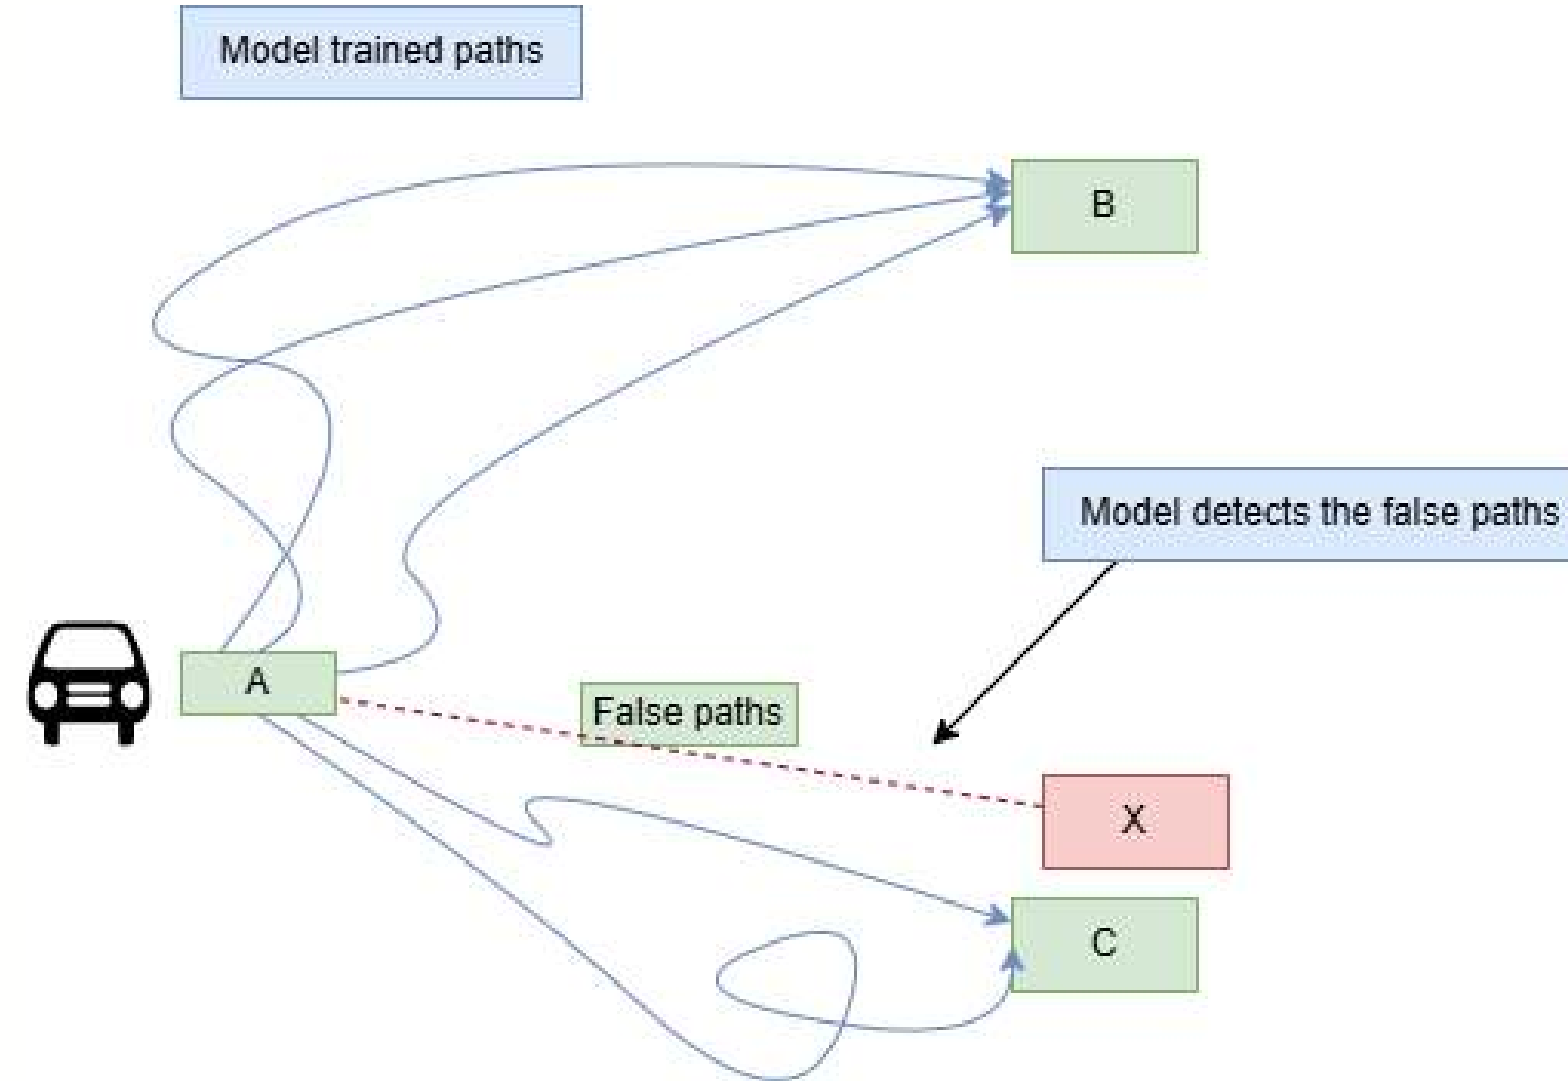 Model trained paths
B
Model detects the false paths
A
False paths
X
C